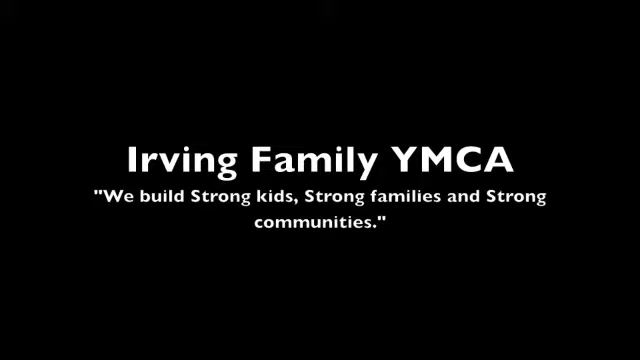 Irving Family YMCA
"We build Strong kids, Strong families and Strong
communities."